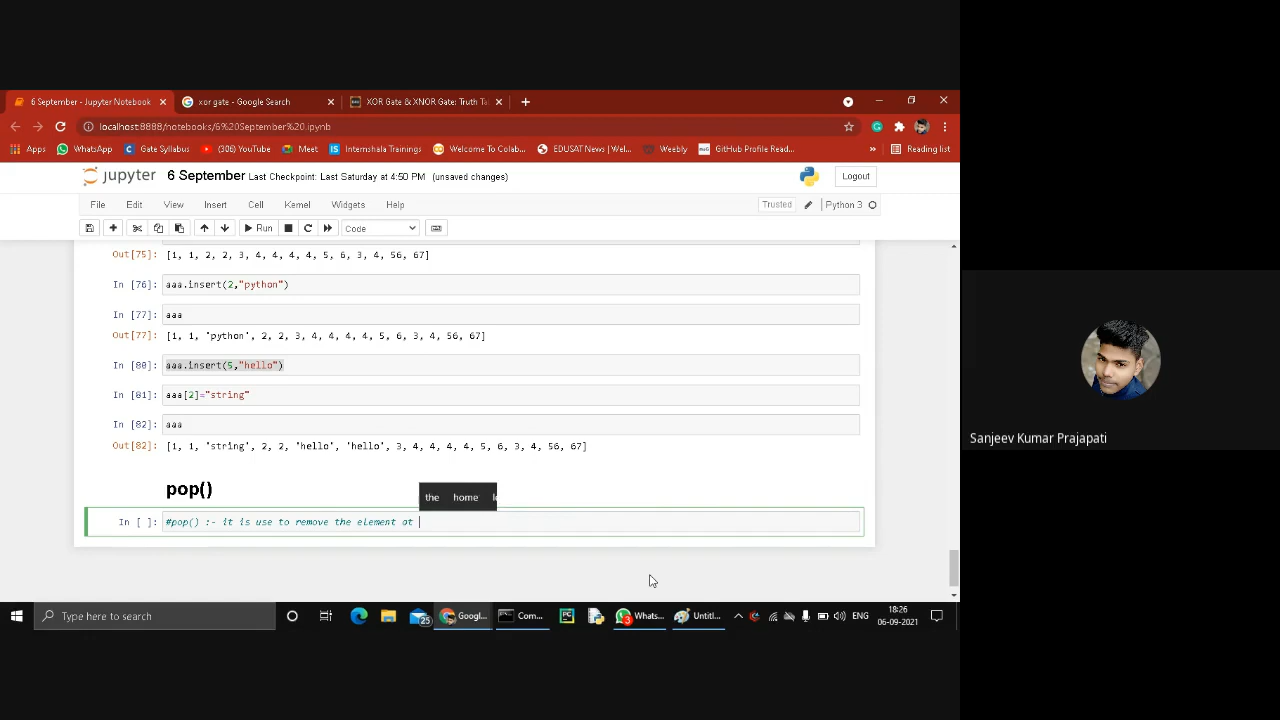 6 September - Jupyter Notebook
xor gate - Google Search
XOR Gate & XNOR Gate: Truth Ta
localhost:8888/notebooks/6%20September%20.ipynb
Apps
WhatsApp
Gate Syllabus
(306) YouTube
Meet
Internshala Trainings
Welcome To Colab...
EDUSAT News | Wel...
Weebly
GitHub Profile Read...
»
Reading list
jupyter 6 September Last Checkpoint: Last Saturday at 4:50 PM (unsaved changes)
Logout
File Edit View Insert Cell Kernel Widgets Help
Trusted
Python 3
Run
Code
Out[75]: [1, 1, 2, 2, 3, 4, 4, 4, 4, 5, 6, 3, 4, 56, 67]
In [76]: aaa.insert(2,"python")
In [77]: aaa
Out[77]: [1, 1, 'python', 2, 2, 3, 4, 4, 4, 4, 5, 6, 3, 4, 56, 67]
In [80]: aaa.insert(5,"hello")
In [81]: aaa[2]="string"
In [82]: aaa
Out[82]: [1, 1, 'string', 2, 2, 'hello', 'hello', 3, 4, 4, 4, 4, 5, 6, 3, 4, 56, 67]
pop()
the home
In [ ]: #pop() :- it is use to remove the element at
Type here to search
25
Googl...
Com...
3
Whats...
Untitl...
ENG
18:26
06-09-2021
Sanjeev Kumar Prajapati